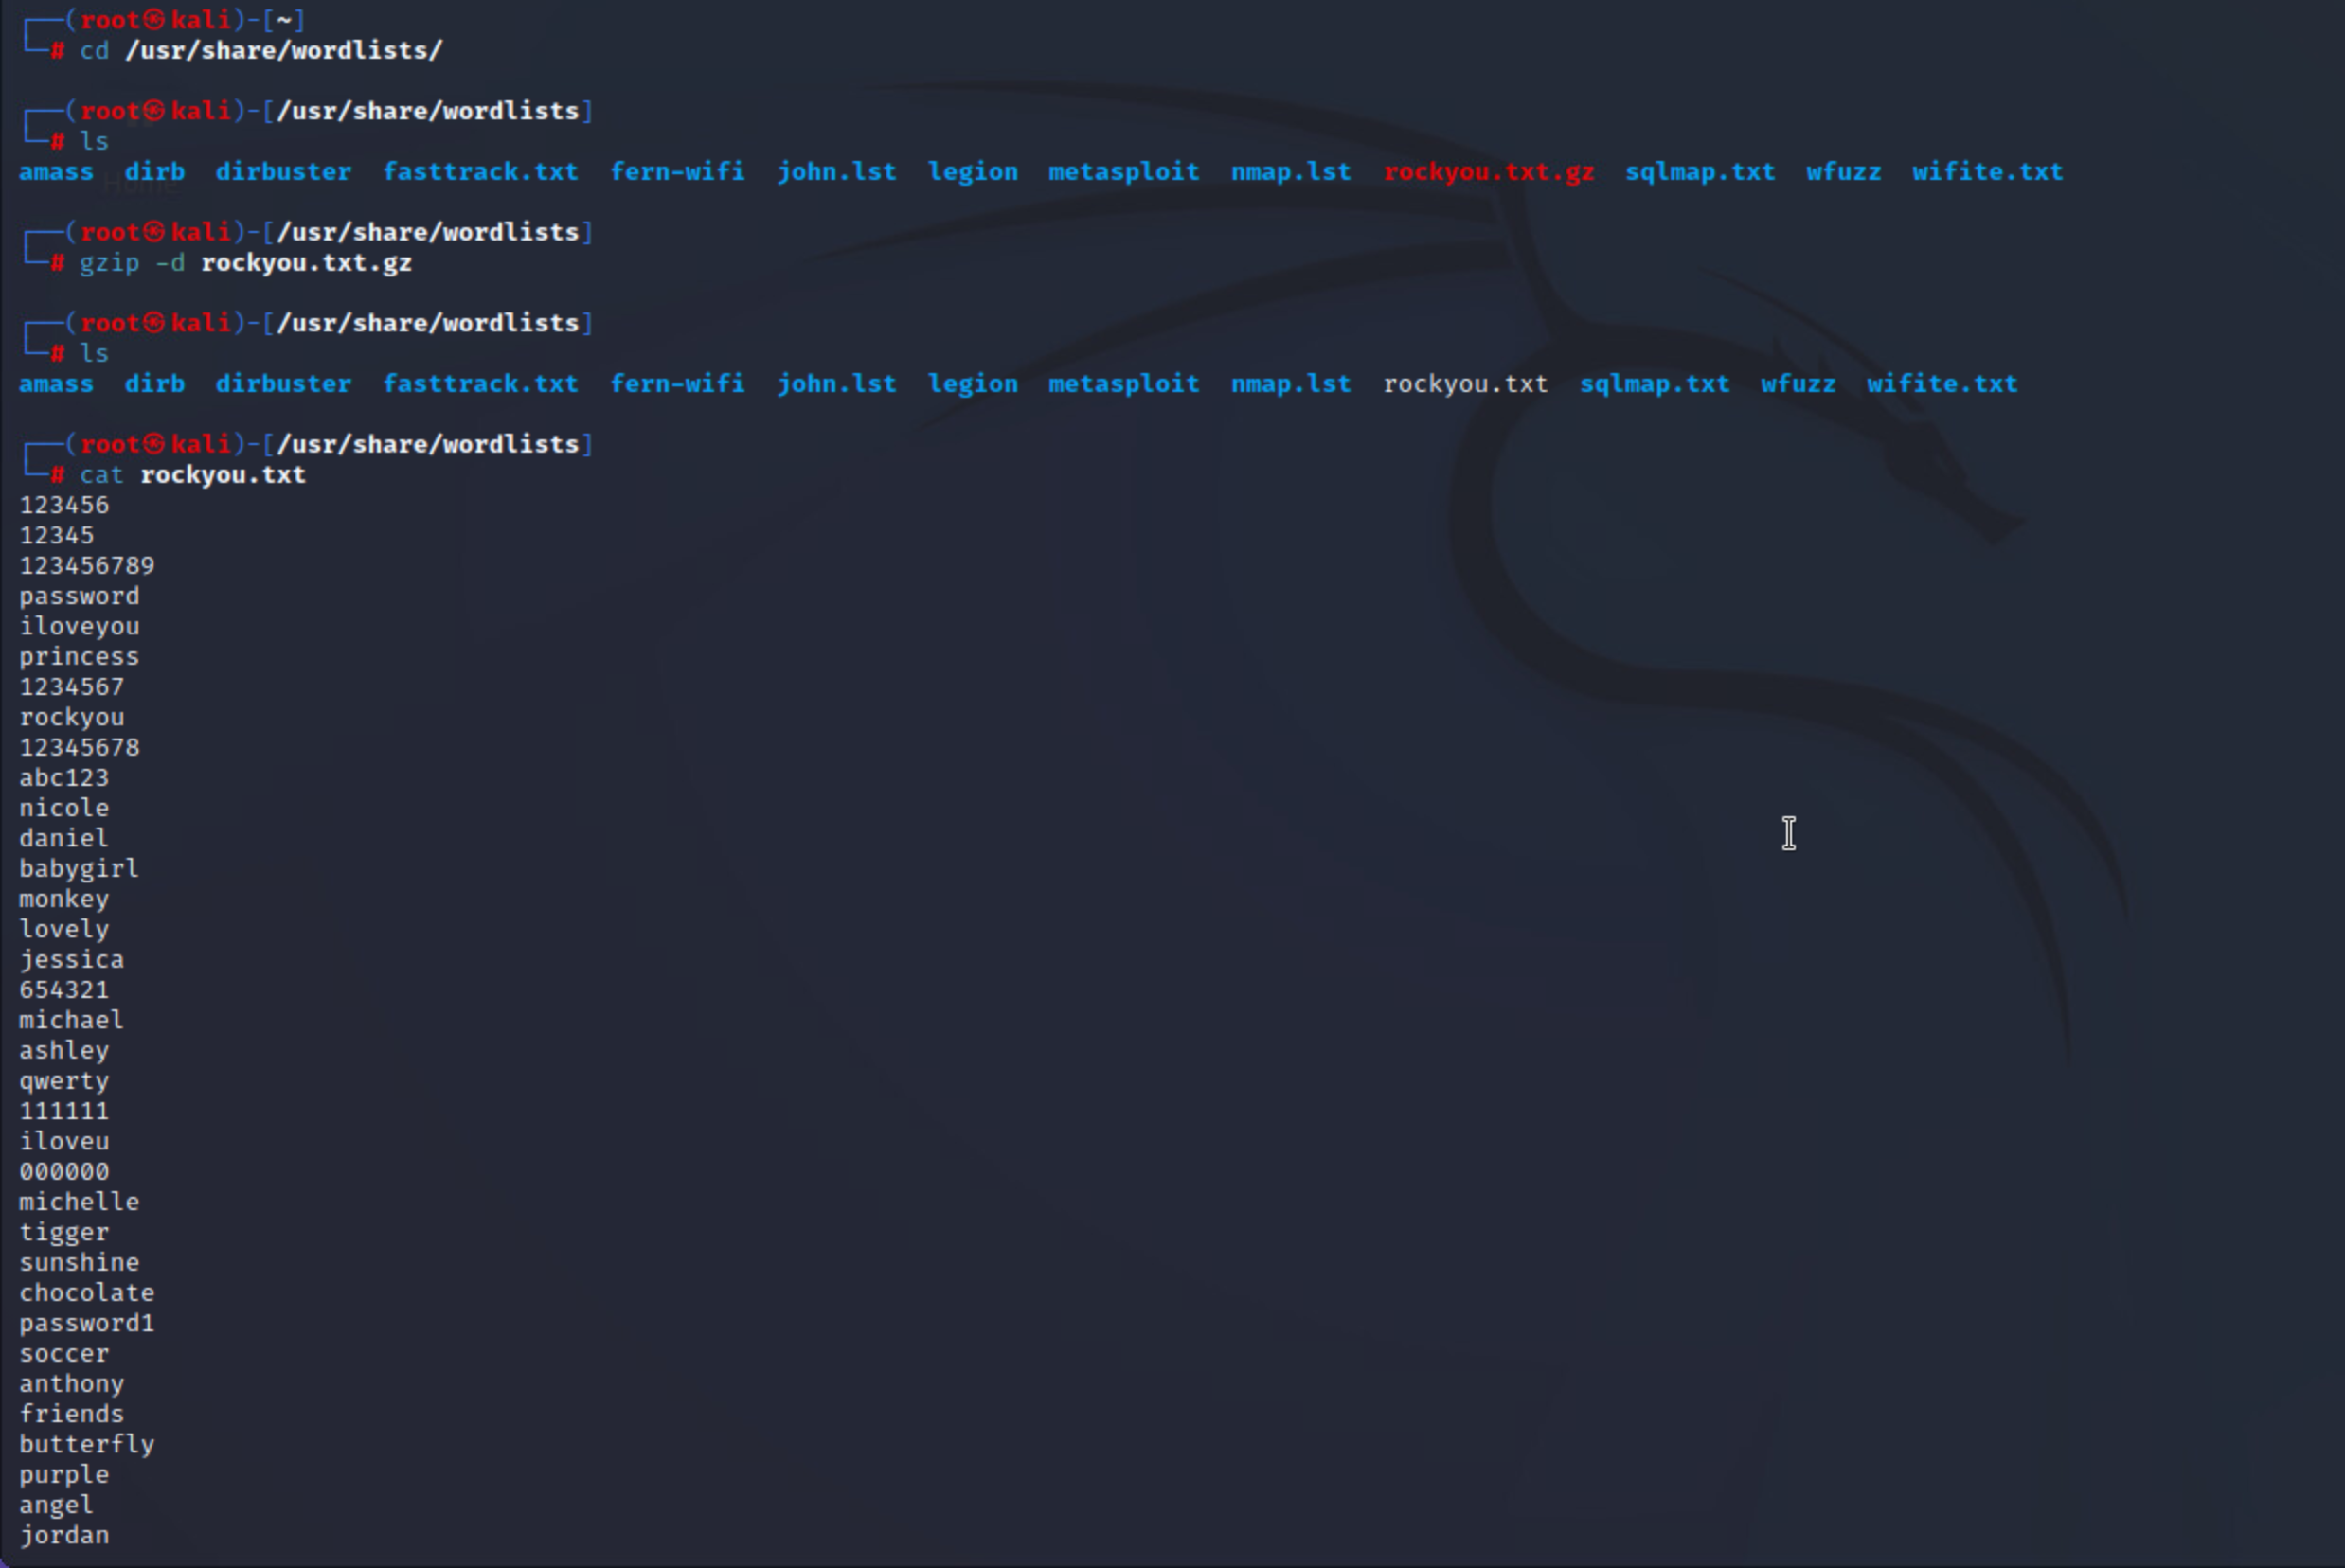 ┌──(root㉿kali)-[~]
└─# cd /usr/share/wordlists/
┌──(root㉿kali)-[/usr/share/wordlists]
└─# ls
amass  dirb  dirbuster  fasttrack.txt  fern-wifi  john.lst  legion  metasploit  nmap.lst  rockyou.txt.gz  sqlmap.txt  wfuzz  wifite.txt
Home
┌──(root㉿kali)-[/usr/share/wordlists]
└─# gzip -d rockyou.txt.gz
┌──(root㉿kali)-[/usr/share/wordlists]
└─# ls
amass  dirb  dirbuster  fasttrack.txt  fern-wifi  john.lst  legion  metasploit  nmap.lst  rockyou.txt  sqlmap.txt  wfuzz  wifite.txt
┌──(root㉿kali)-[/usr/share/wordlists]
└─# cat rockyou.txt
123456
12345
123456789
password
iloveyou
princess
1234567
rockyou
12345678
abc123
nicole
daniel
babygirl
monkey
lovely
jessica
654321
michael
ashley
qwerty
111111
iloveu
000000
michelle
tigger
sunshine
chocolate
password1
soccer
anthony
friends
butterfly
purple
angel
jordan